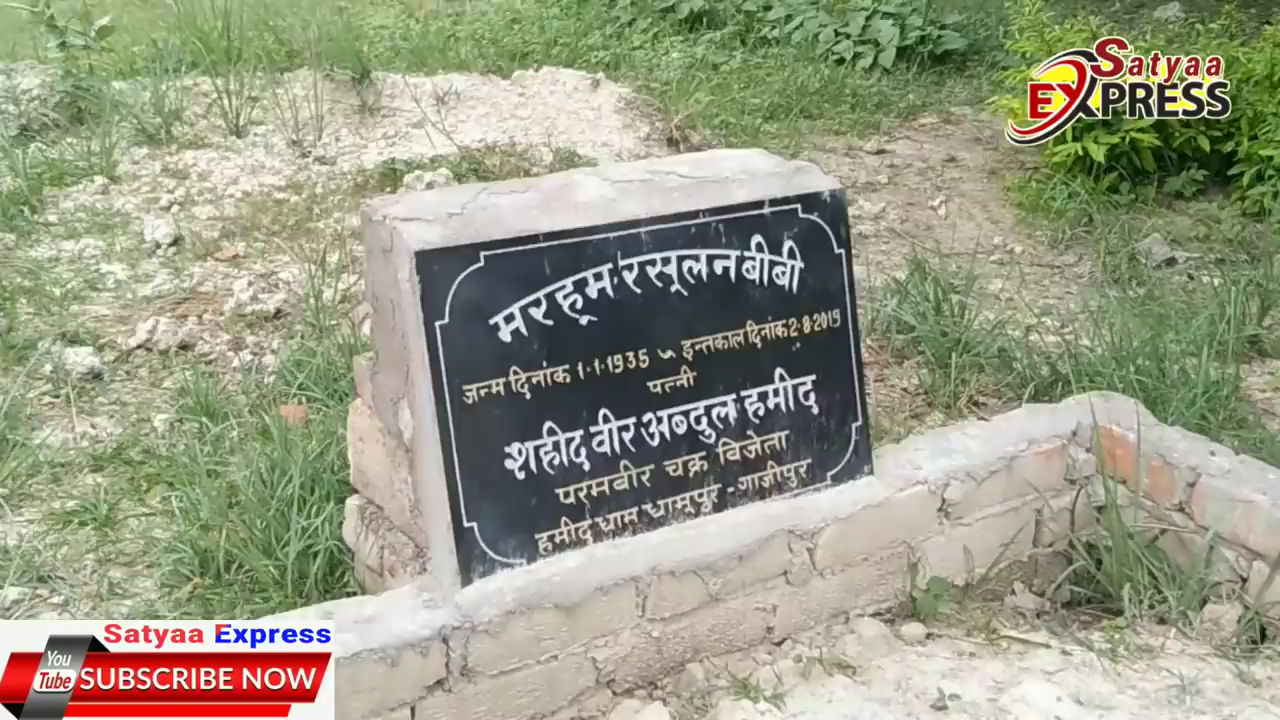 Satyaa
EXPRESS
मरहूमः रसूलन बीबी
जन्म दिनांक 1·1·1935 इन्तकाल दिनांक 2·8·2019
पत्नी
शहीद वीर अब्दुल हमीद
परमबीर चक्र विजेता
हमीद धाम धामूपुर - गाज़ीपुर
Satyaa Express
You
Tube
SUBSCRIBE NOW